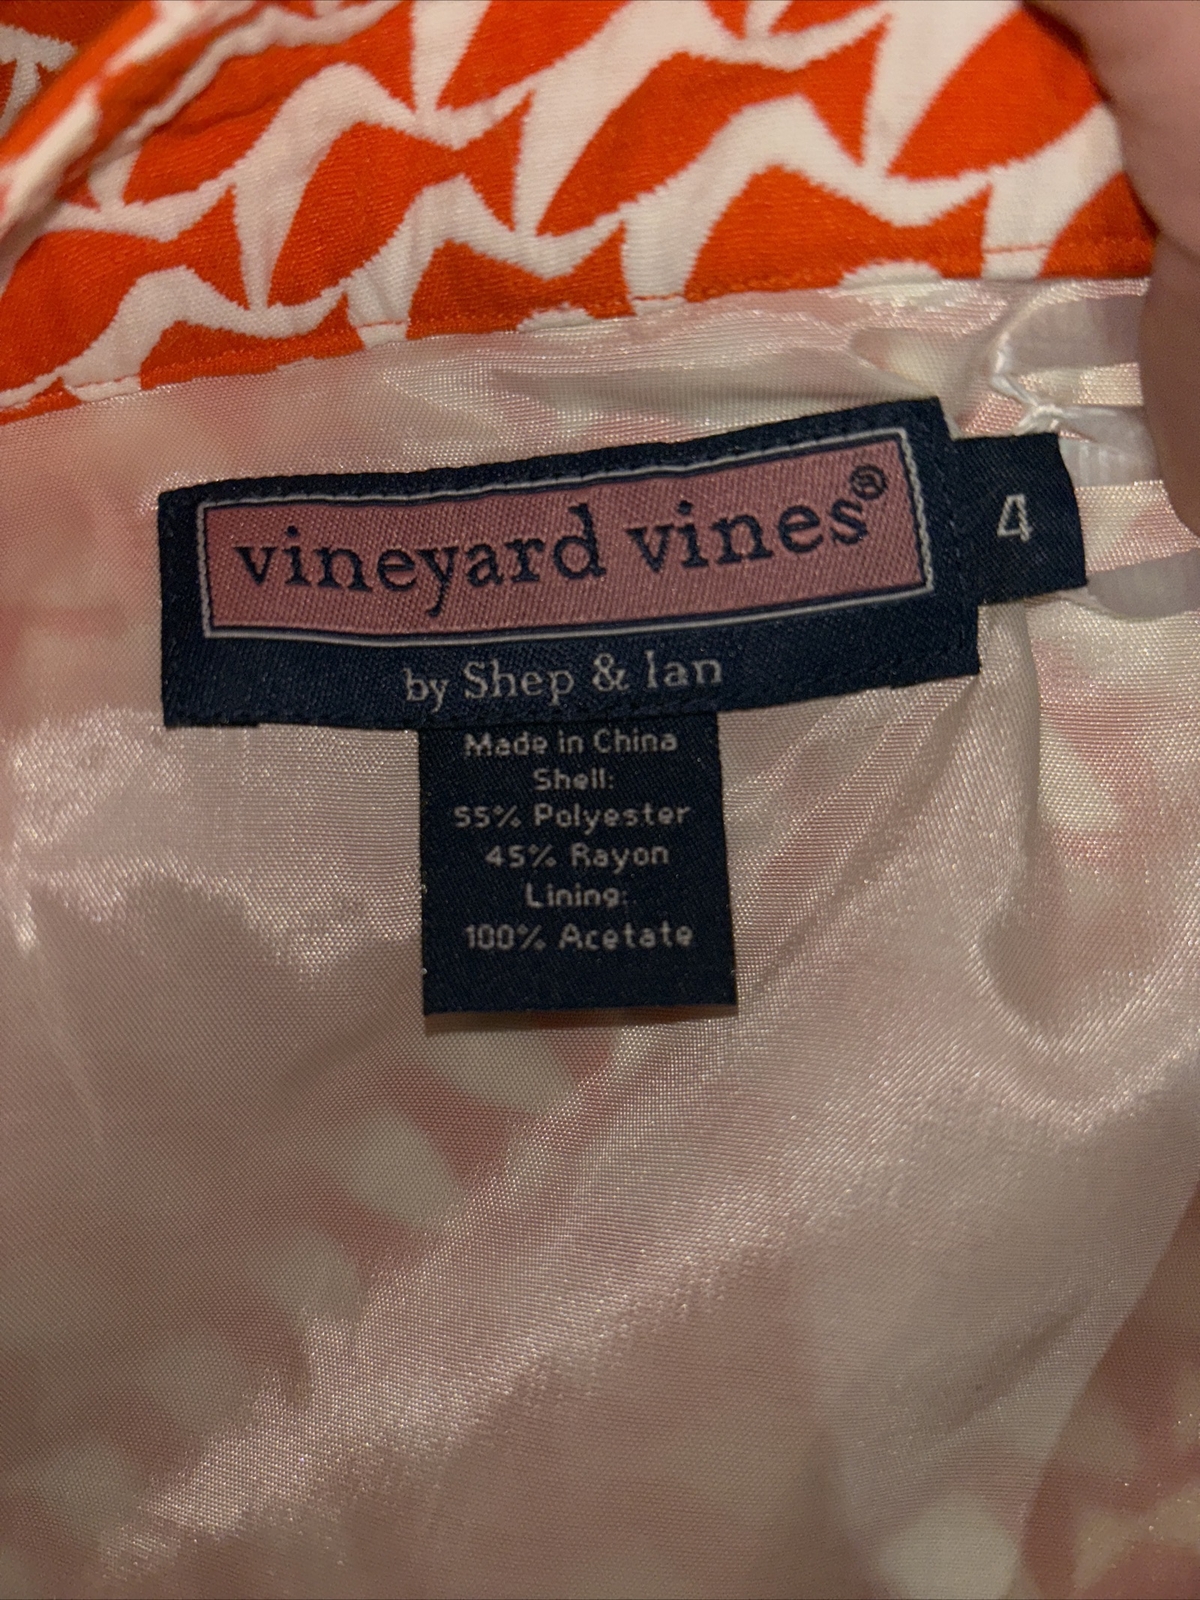 vineyard vines®
4
by Shep & Ian
Made in China
Shell:
55% Polyester
45% Rayon
Lining:
100% Acetate